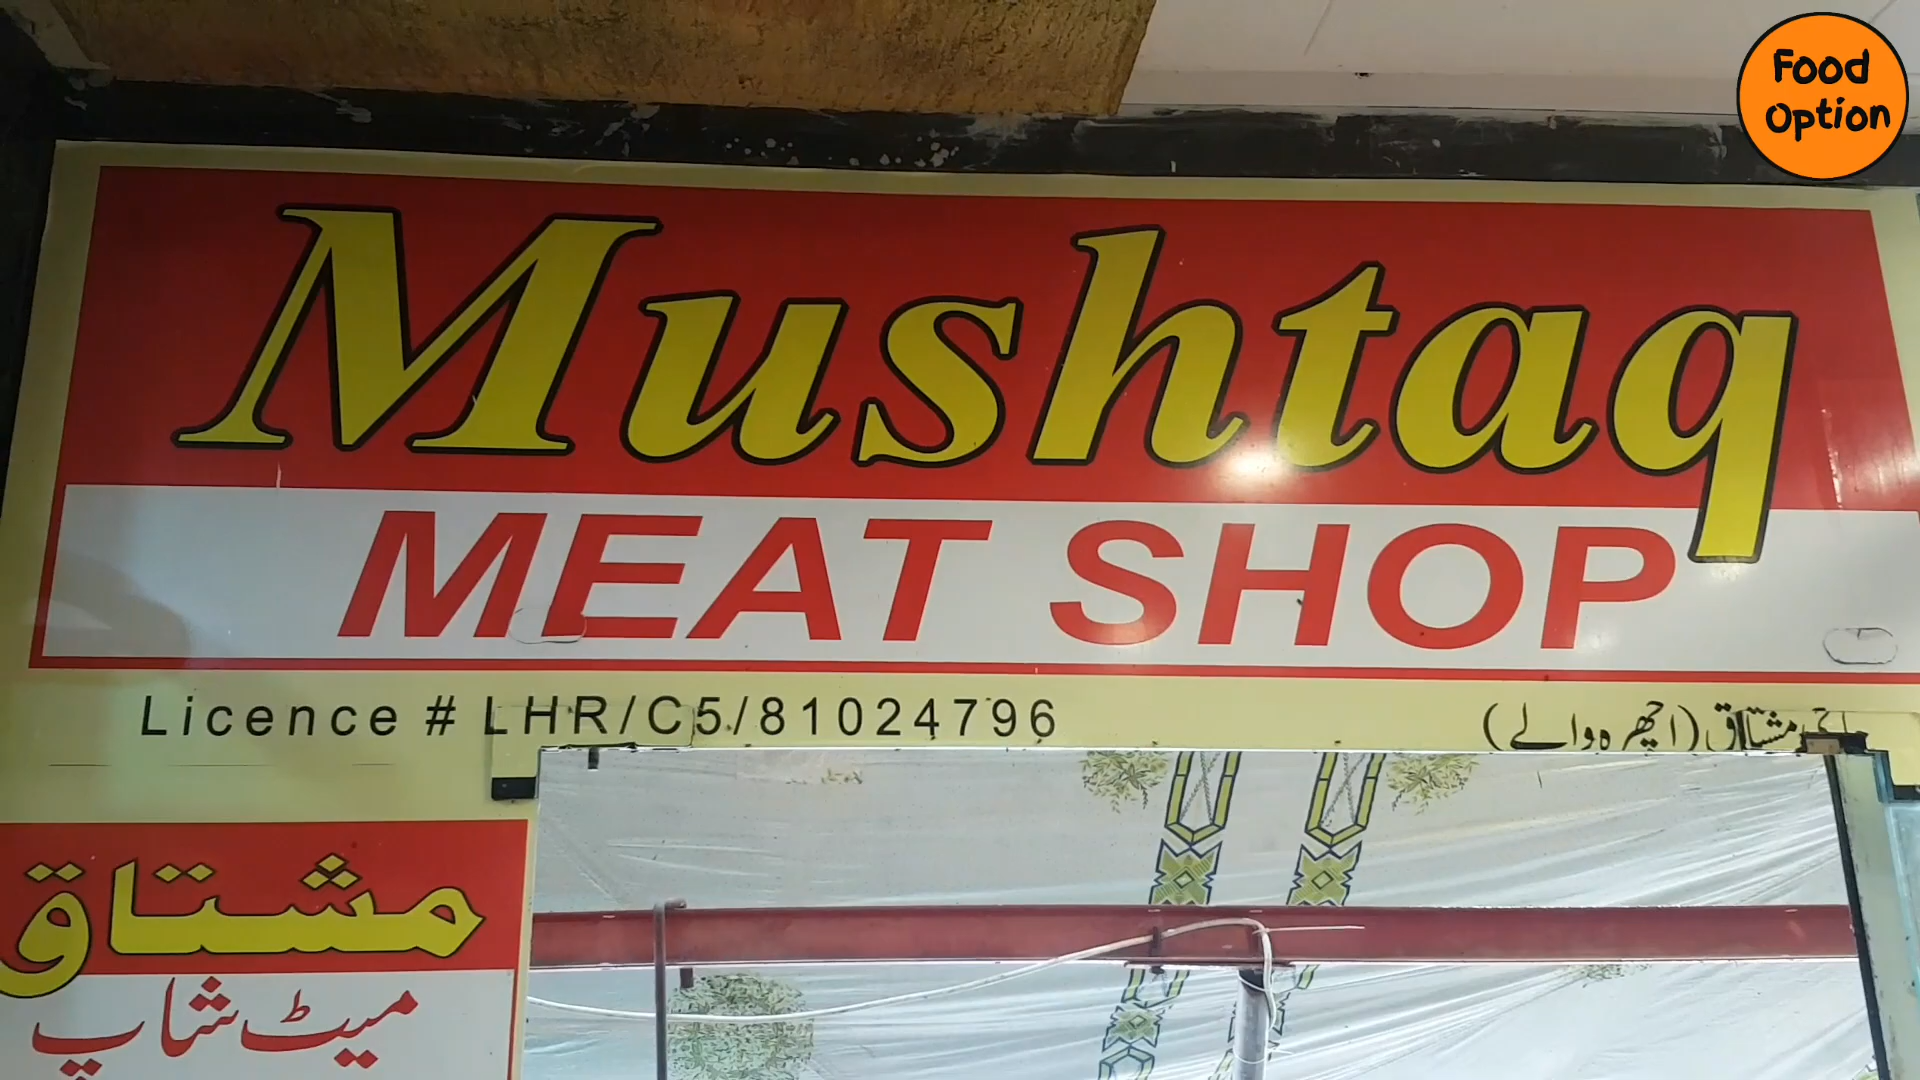 Food
Option
Mushtaq
MEAT SHOP
Licence # LHR/C5/81024796
مشتاق (اچھرہ والے)
مشتاق
میٹ شاپ